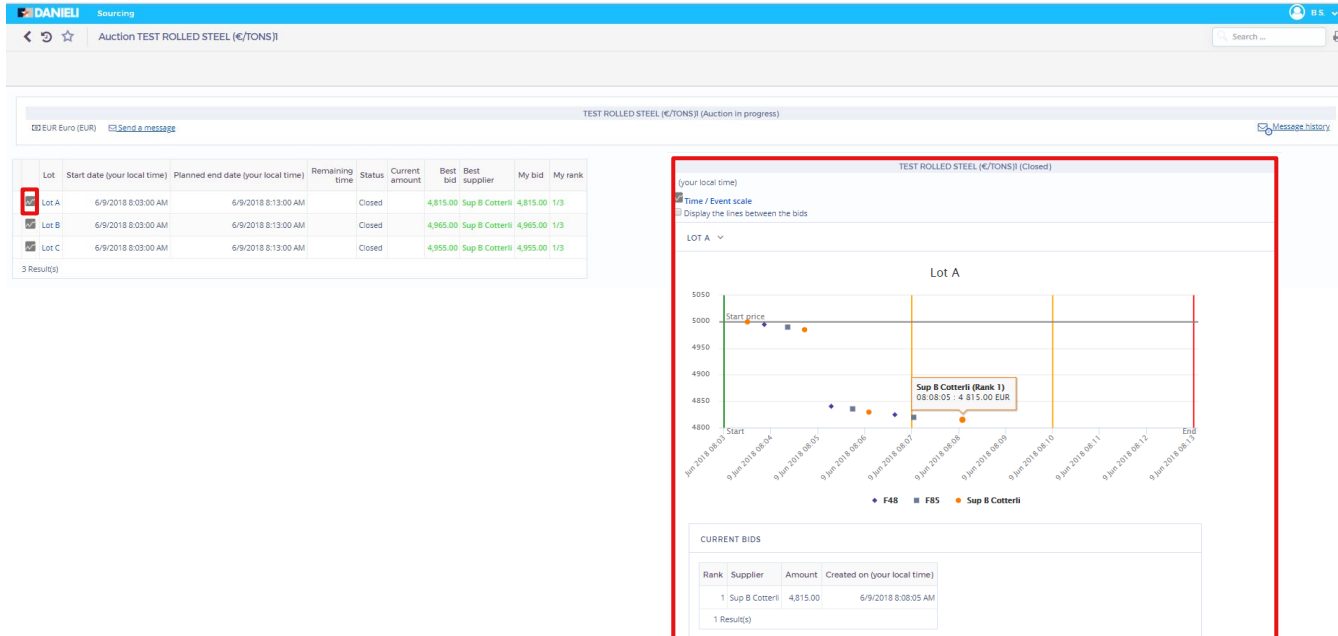 DANIELI Sourcing B S.
Auction TEST ROLLED STEEL (€/TONS)1 Search ...
TEST ROLLED STEEL (€/TONS)1 (Auction in progress)
EUR Euro (EUR) Send a message Message history
Lot Start date (your local time) Planned end date (your local time) Remaining time Status Current amount Best bid Best supplier My bid My rank
Lot A 6/9/2018 8:03:00 AM 6/9/2018 8:13:00 AM Closed 4,815.00 Sup B Cotterli 4,815.00 1/3
Lot B 6/9/2018 8:03:00 AM 6/9/2018 8:13:00 AM Closed 4,965.00 Sup B Cotterli 4,965.00 1/3
Lot C 6/9/2018 8:03:00 AM 6/9/2018 8:13:00 AM Closed 4,955.00 Sup B Cotterli 4,955.00 1/3
3 Result(s)
TEST ROLLED STEEL (€/TONS)1 (Closed)
(your local time)
Time / Event scale
Display the lines between the bids
LOT A
Lot A
5050
5000 Start price
4950
4900
Sup B Cotterli (Rank 1)
08:08:05 : 4 815.00 EUR
4850
4800
Start End
Jun 2018 08:03
9 Jun 2018 08:04
9 Jun 2018 08:05
9 Jun 2018 08:06
9 Jun 2018 08:07
9 Jun 2018 08:08
9 Jun 2018 08:09
9 Jun 2018 08:10
9 Jun 2018 08:11
9 Jun 2018 08:12
9 Jun 2018 08:13
F48 F85 Sup B Cotterli
CURRENT BIDS
Rank Supplier Amount Created on (your local time)
1 Sup B Cotterli 4,815.00 6/9/2018 8:08:05 AM
1 Result(s)